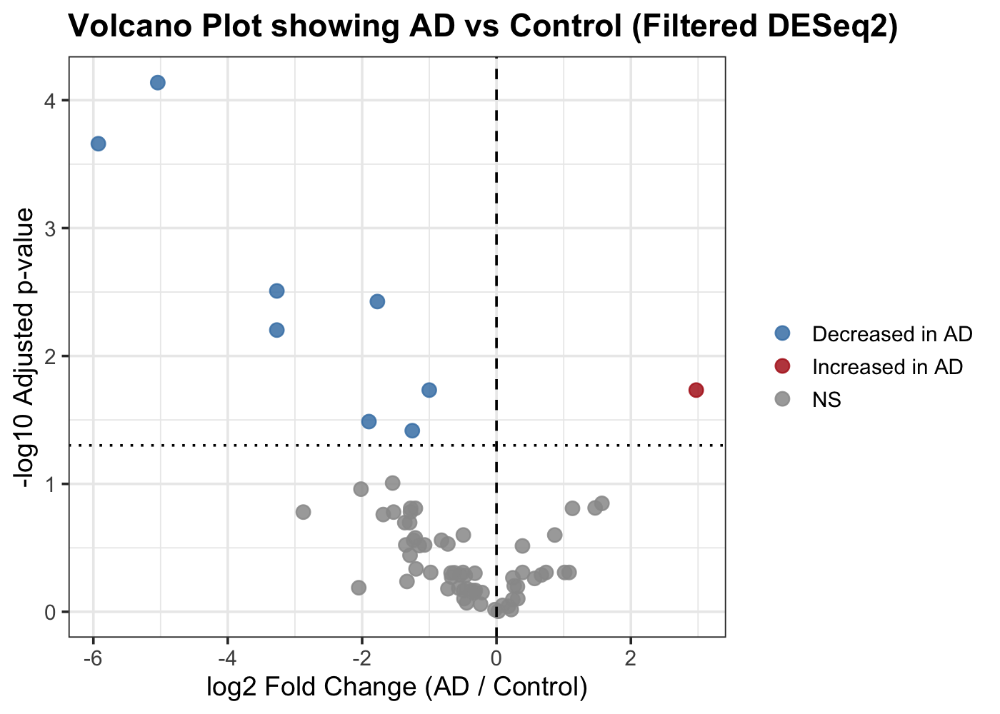 Volcano Plot showing AD vs Control (Filtered DESeq2)
-log10 Adjusted p-value
4
3
2
1
0
-6
-4
-2
0
2
log2 Fold Change (AD / Control)
Decreased in AD
Increased in AD
NS